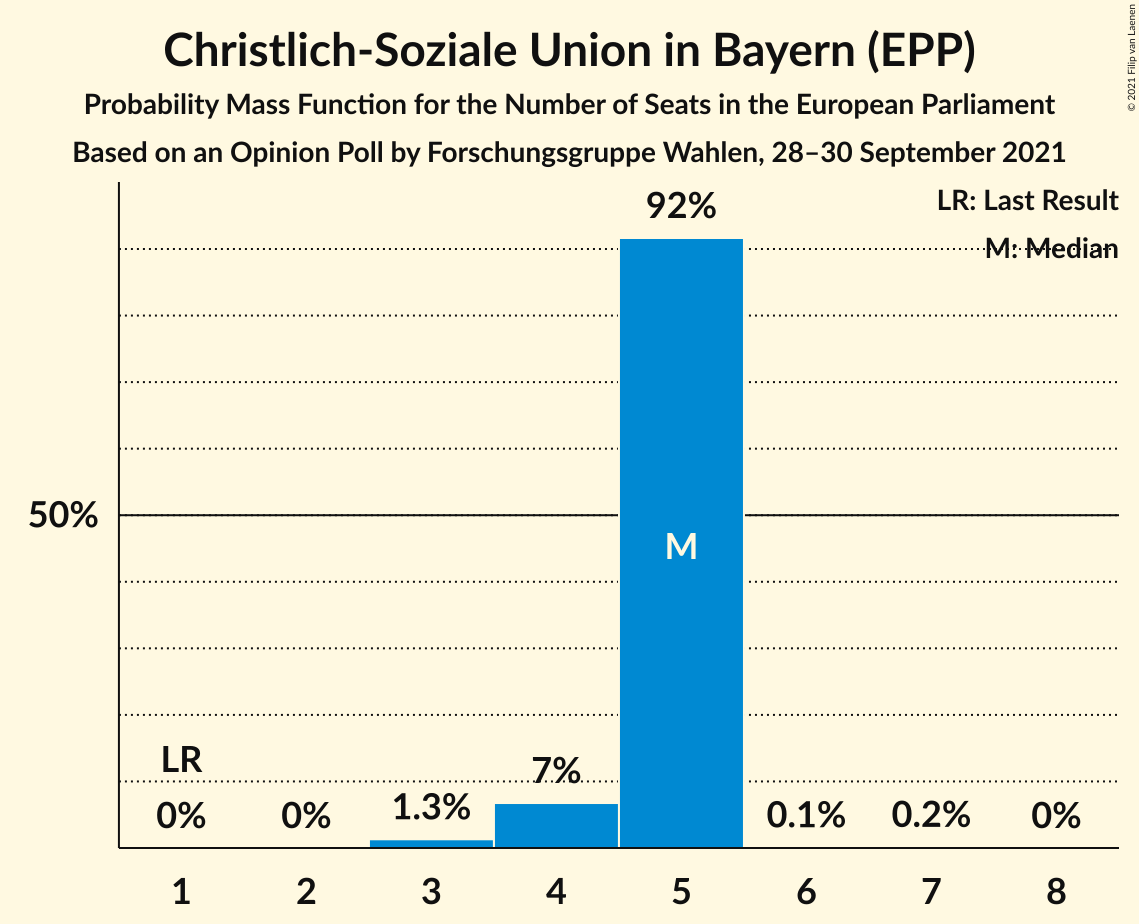 Christlich-Soziale Union in Bayern (EPP)
Probability Mass Function for the Number of Seats in the European Parliament
Based on an Opinion Poll by Forschungsgruppe Wahlen, 28–30 September 2021
© 2021 Filip van Laenen
LR: Last Result
M: Median
92%
50%
M
LR
0%
0%
1.3%
7%
0.1%
0.2%
0%
1 2 3 4 5 6 7 8